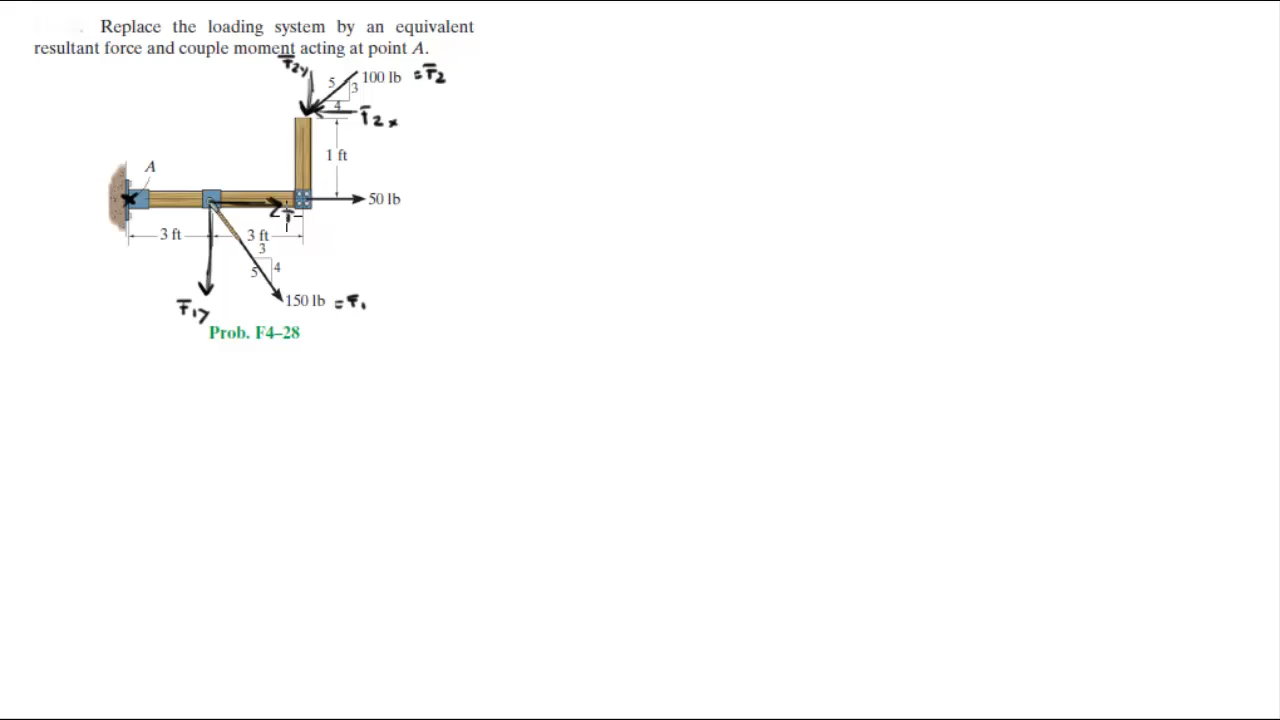 Replace the loading system by an equivalent
resultant force and couple moment acting at point A.
F2y
5
3
100 lb = F2
4
F2x
1 ft
A
50 lb
3 ft
3 ft
3
5
4
150 lb = F1
F1y
Prob. F4–28